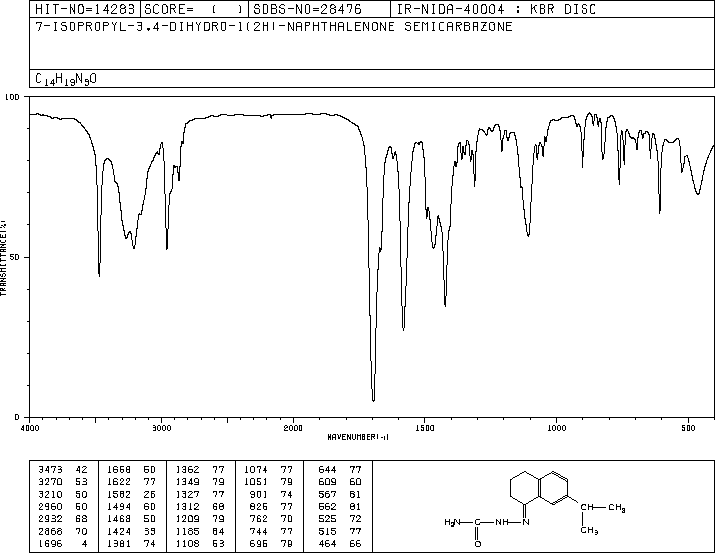 HIT-NO=14283 SCORE= ( ) SDBS-NO=28476 IR-NIDA-40004 : KBR DISC
7-ISOPROPYL-3,4-DIHYDRO-1(2H)-NAPHTHALENONE SEMICARBAZONE
C14H19N3O
100
50
0
TRANSMITTANCE(%)
4000 3000 2000 1500 1000 500
WAVENUMBER(-1)
3473 42 1668 50 1362 77 1074 77 644 77
3270 53 1622 77 1349 79 1051 79 609 60
3210 50 1582 26 1327 77 901 74 567 81
2960 50 1494 60 1312 68 826 77 562 81
2932 68 1468 50 1209 79 762 70 525 72
2868 70 1424 33 1185 84 744 77 515 77
1696 4 1381 74 1108 53 696 79 464 66
CH-CH3
CH3
H2N-C-NH-N
O